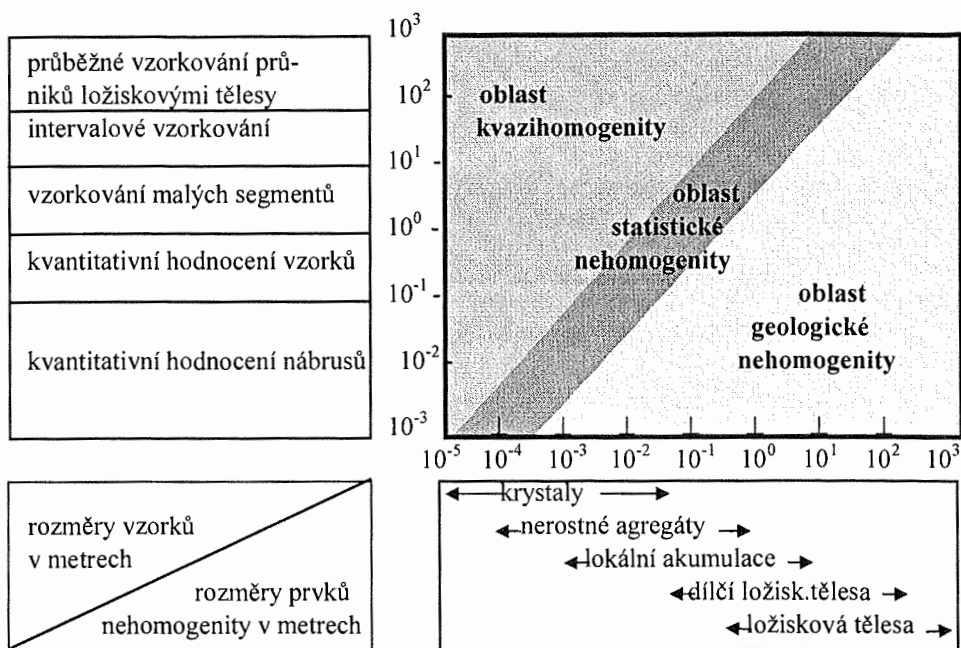 průběžné vzorkování prů-
niků ložiskovými tělesy
intervalové vzorkování
vzorkování malých segmentů
kvantitativní hodnocení vzorků
kvantitativní hodnocení nábrusů
10³
10²
10¹
10⁰
10⁻¹
10⁻²
10⁻³
oblast
kvazihomogenity
oblast
statistické
nehomogenity
oblast
geologické
nehomogenity
10⁻⁵ 10⁻⁴ 10⁻³ 10⁻² 10⁻¹ 10⁰ 10¹ 10² 10³
rozměry vzorků
v metrech
rozměry prvků
nehomogenity v metrech
krystaly
nerostné agregáty
lokální akumulace
dílčí ložisk.tělesa
ložisková tělesa